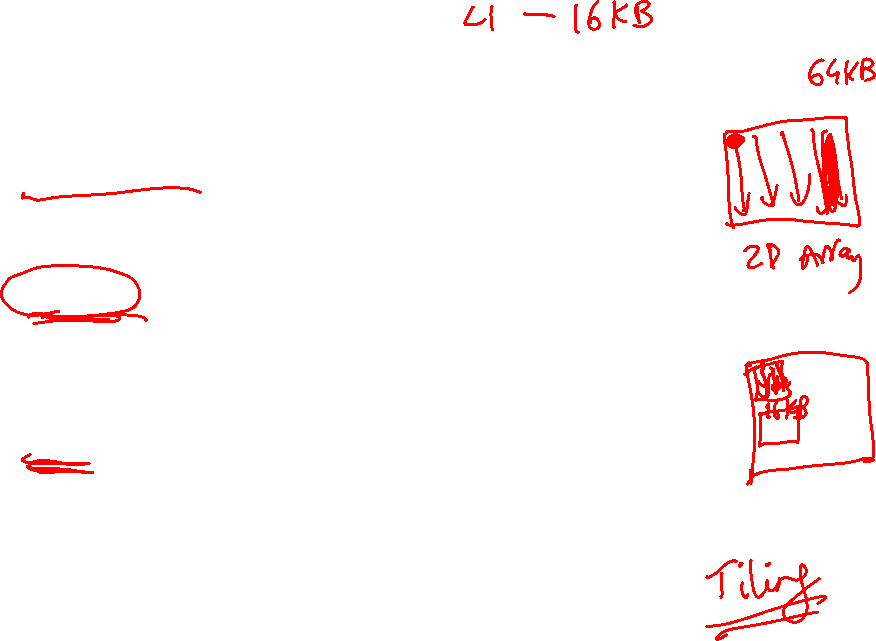 L1 - 16KB
64KB
2D Array
16KB
Tiling